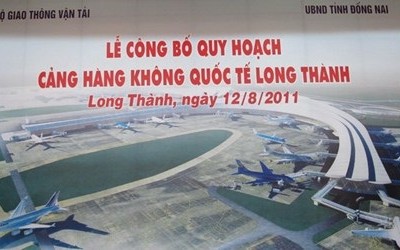 Ộ GIAO THÔNG VẬN TẢI
UBND TỈNH ĐỒNG NAI
LỄ CÔNG BỐ QUY HOẠCH
CẢNG HÀNG KHÔNG QUỐC TẾ LONG THÀNH
Long Thành, ngày 12/8/2011